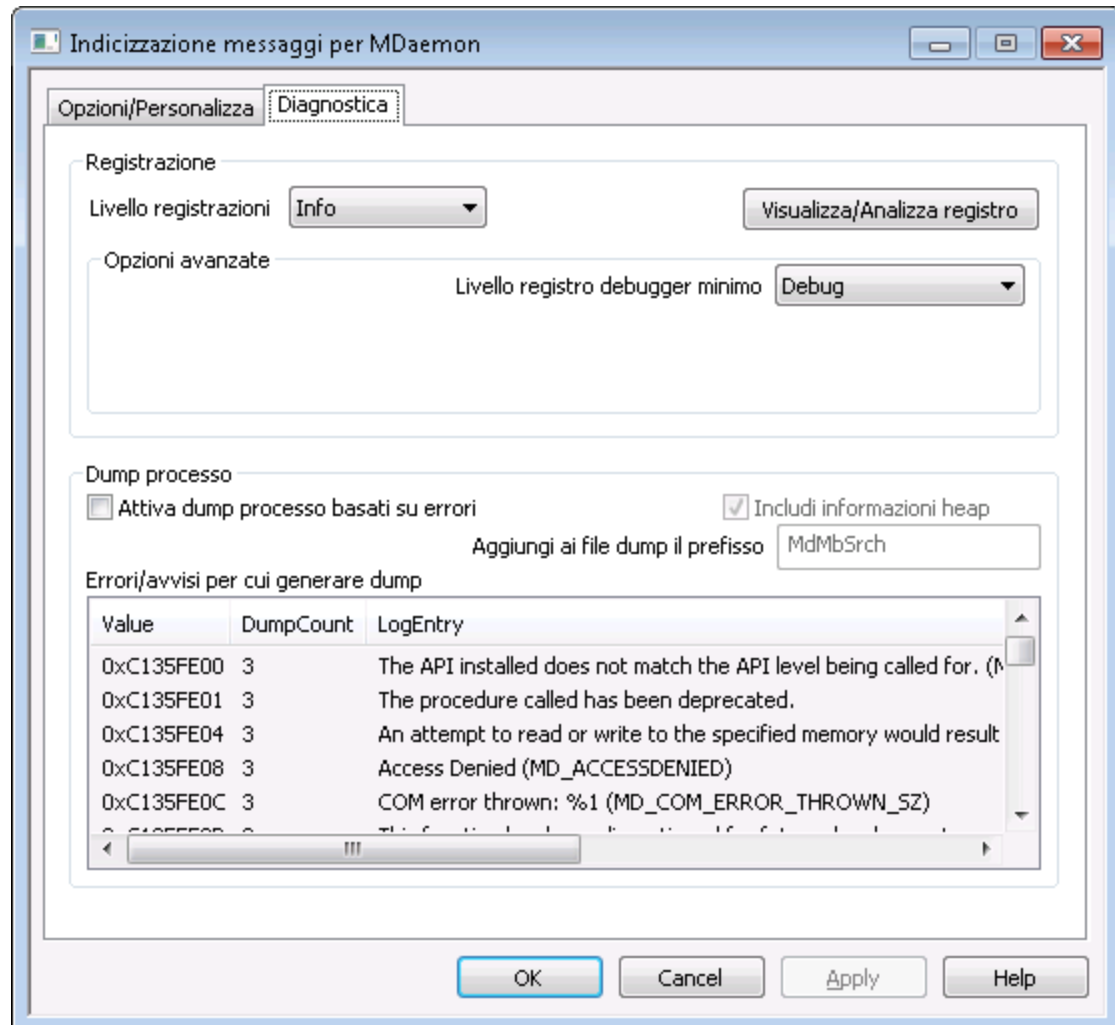 Indicizzazione messaggi per MDaemon
Opzioni/Personalizza Diagnostica
Registrazione
Livello registrazioni Info Visualizza/Analizza registro
Opzioni avanzate
Livello registro debugger minimo Debug
Dump processo
Attiva dump processo basati su errori Includi informazioni heap
Aggiungi ai file dump il prefisso MdMbSrch
Errori/avvisi per cui generare dump
Value DumpCount LogEntry
0xC135FE00 3 The API installed does not match the API level being called for.
0xC135FE01 3 The procedure called has been deprecated.
0xC135FE04 3 An attempt to read or write to the specified memory would result
0xC135FE08 3 Access Denied (MD_ACCESSDENIED)
0xC135FE0C 3 COM error thrown: %1 (MD_COM_ERROR_THROWN_SZ)
OK Cancel Apply Help